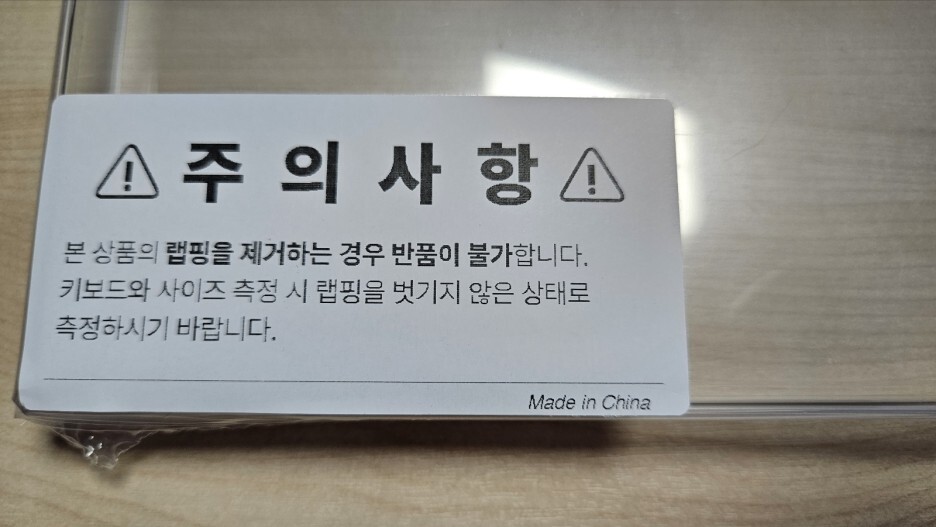 주의사항
본 상품의 랩핑을 제거하는 경우 반품이 불가합니다.
키보드와 사이즈 측정 시 랩핑을 벗기지 않은 상태로
측정하시기 바랍니다.
Made in China